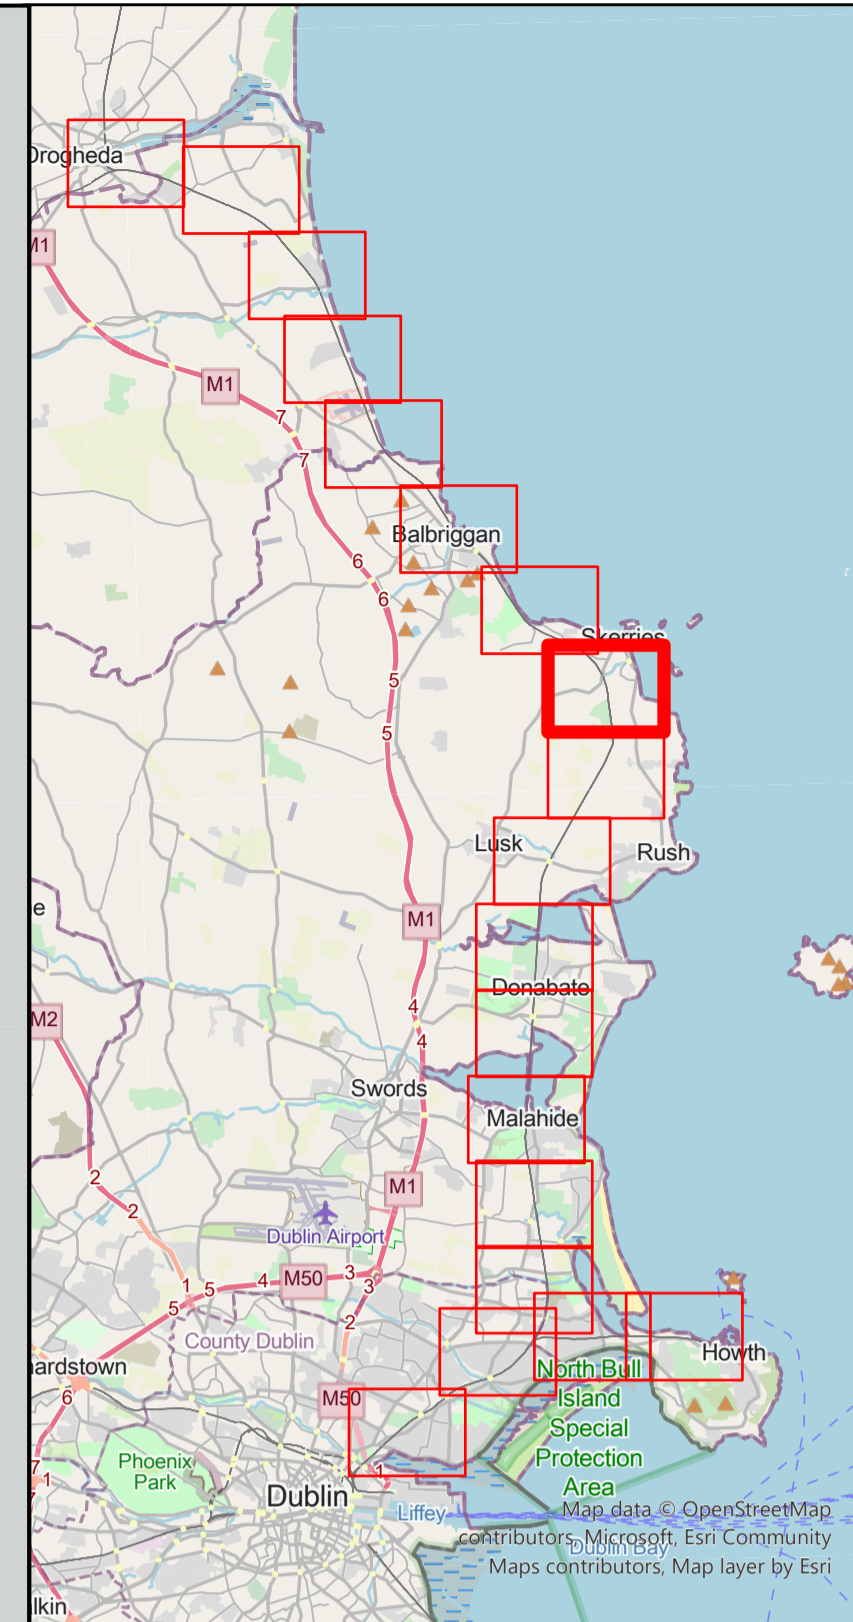 Drogheda
M1
M1
7
7
Balbriggan
6
6
Skerries
5
5
Lusk
Rush
M1
e
Donabate
M2
4
4
Swords
Malahide
M1
2
2
Dublin Airport
1
5
4
M50
3
3
5
2
County Dublin
Howth
hardstown
6
North Bull
Island
Special
Protection
Area
M50
Phoenix
Park
7
1
1
Dublin
Liffey
Dublin Bay
Map data © OpenStreetMap
contributors, Microsoft, Esri Community
Maps contributors, Map layer by Esri
lkin